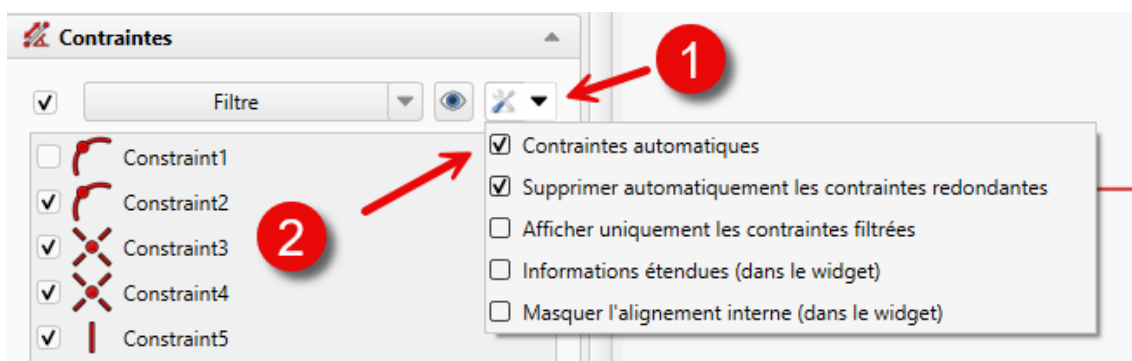 Contraintes
1
Filtre
Contraintes automatiques
Constraint1
Supprimer automatiquement les contraintes redondantes
Constraint2
2
Afficher uniquement les contraintes filtrées
Constraint3
Informations étendues (dans le widget)
Constraint4
Masquer l'alignement interne (dans le widget)
Constraint5